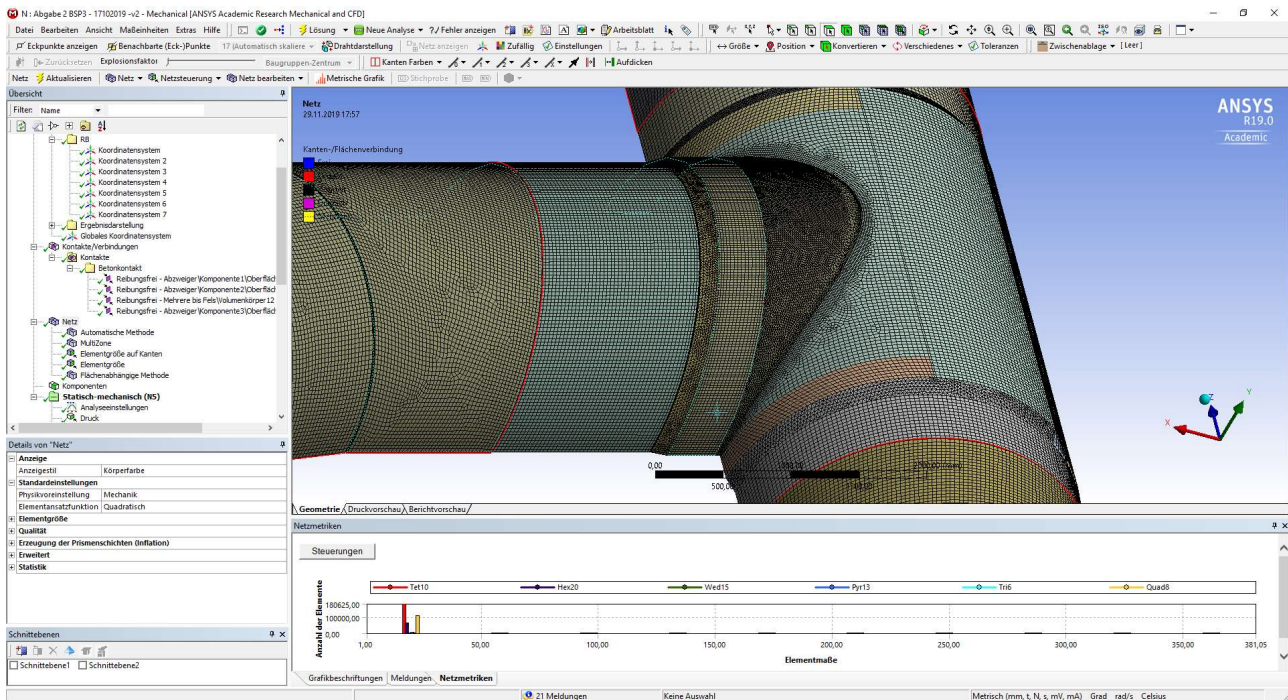 N : Abgabe 2 BSP3 - 17102019 -v2 - Mechanical [ANSYS Academic Research Mechanical and CFD]
Datei Bearbeiten Darstellung Maßeinheiten Werkzeuge Hilfe Lösung Neue Analyse ?/ Fehler anzeigen Arbeitsblatt
Eckpunkte anzeigen Benachbarte (Eck-)Punkte 17 (Automatisch skaliere Drahtdarstellung Netz anzeigen Zufällig Einstellungen Größe Position Konvertieren Verschiedenes Toleranzen Zwischenablage [Leer]
Zurücksetzen Explosionsfaktor Baugruppen-Zentrum Kanten Farben Aufdicken
Netz Aktualisieren Netz Netzsteuerung Netz bearbeiten Metrische Grafik Stichprobe
Übersicht
Filter: Name
RB
Koordinatensystem
Koordinatensystem 2
Koordinatensystem 3
Koordinatensystem 4
Koordinatensystem 5
Koordinatensystem 6
Koordinatensystem 7
Ergebnisdarstellung
Globales Koordinatensystem
Kontakte/Verbindungen
Kontakte
Betonkontakt
Reibungsfrei - Abzweiger\Komponente1\Oberfläc
Reibungsfrei - Abzweiger\Komponente2\Oberfläc
Reibungsfrei - Mehrere bis Fels\Volumenkörper12
Reibungsfrei - Abzweiger\Komponente3\Oberfläc
Netz
Automatische Methode
MultiZone
Elementgröße auf Kanten
Elementgröße
Flächenabhängige Methode
Komponenten
Statisch-mechanisch (N5)
Analyseeinstellungen
Druck
Details von "Netz"
Anzeige
Anzeigestil Körperfarbe
Standardeinstellungen
Physikvoreinstellung Mechanik
Elementansatzfunktion Quadratisch
Elementgröße
Qualität
Erzeugung der Prismenschichten (Inflation)
Erweitert
Statistik
Schnittebenen
Schnittebene1 Schnittebene2
Netz
29.11.2019 17:57
Kanten-/Flächenverbindung
ANSYS
R19.0
Academic
X
Y
Z
0,00
500,00
Geometrie Druckvorschau Berichtvorschau
Netzmetriken
Steuerungen
Tet10 Hex20 Wed15 Pyr13 Tri6 Quad8
Anzahl der Elemente
180625,00
100000,00
0,00
1,00 50,00 100,00 150,00 200,00 250,00 300,00 350,00 381,05
Elementmaße
Grafikbeschriftungen Meldungen Netzmetriken
21 Meldungen Keine Auswahl Metrisch (mm, t, N, s, mV, mA) Grad rad/s Celsius